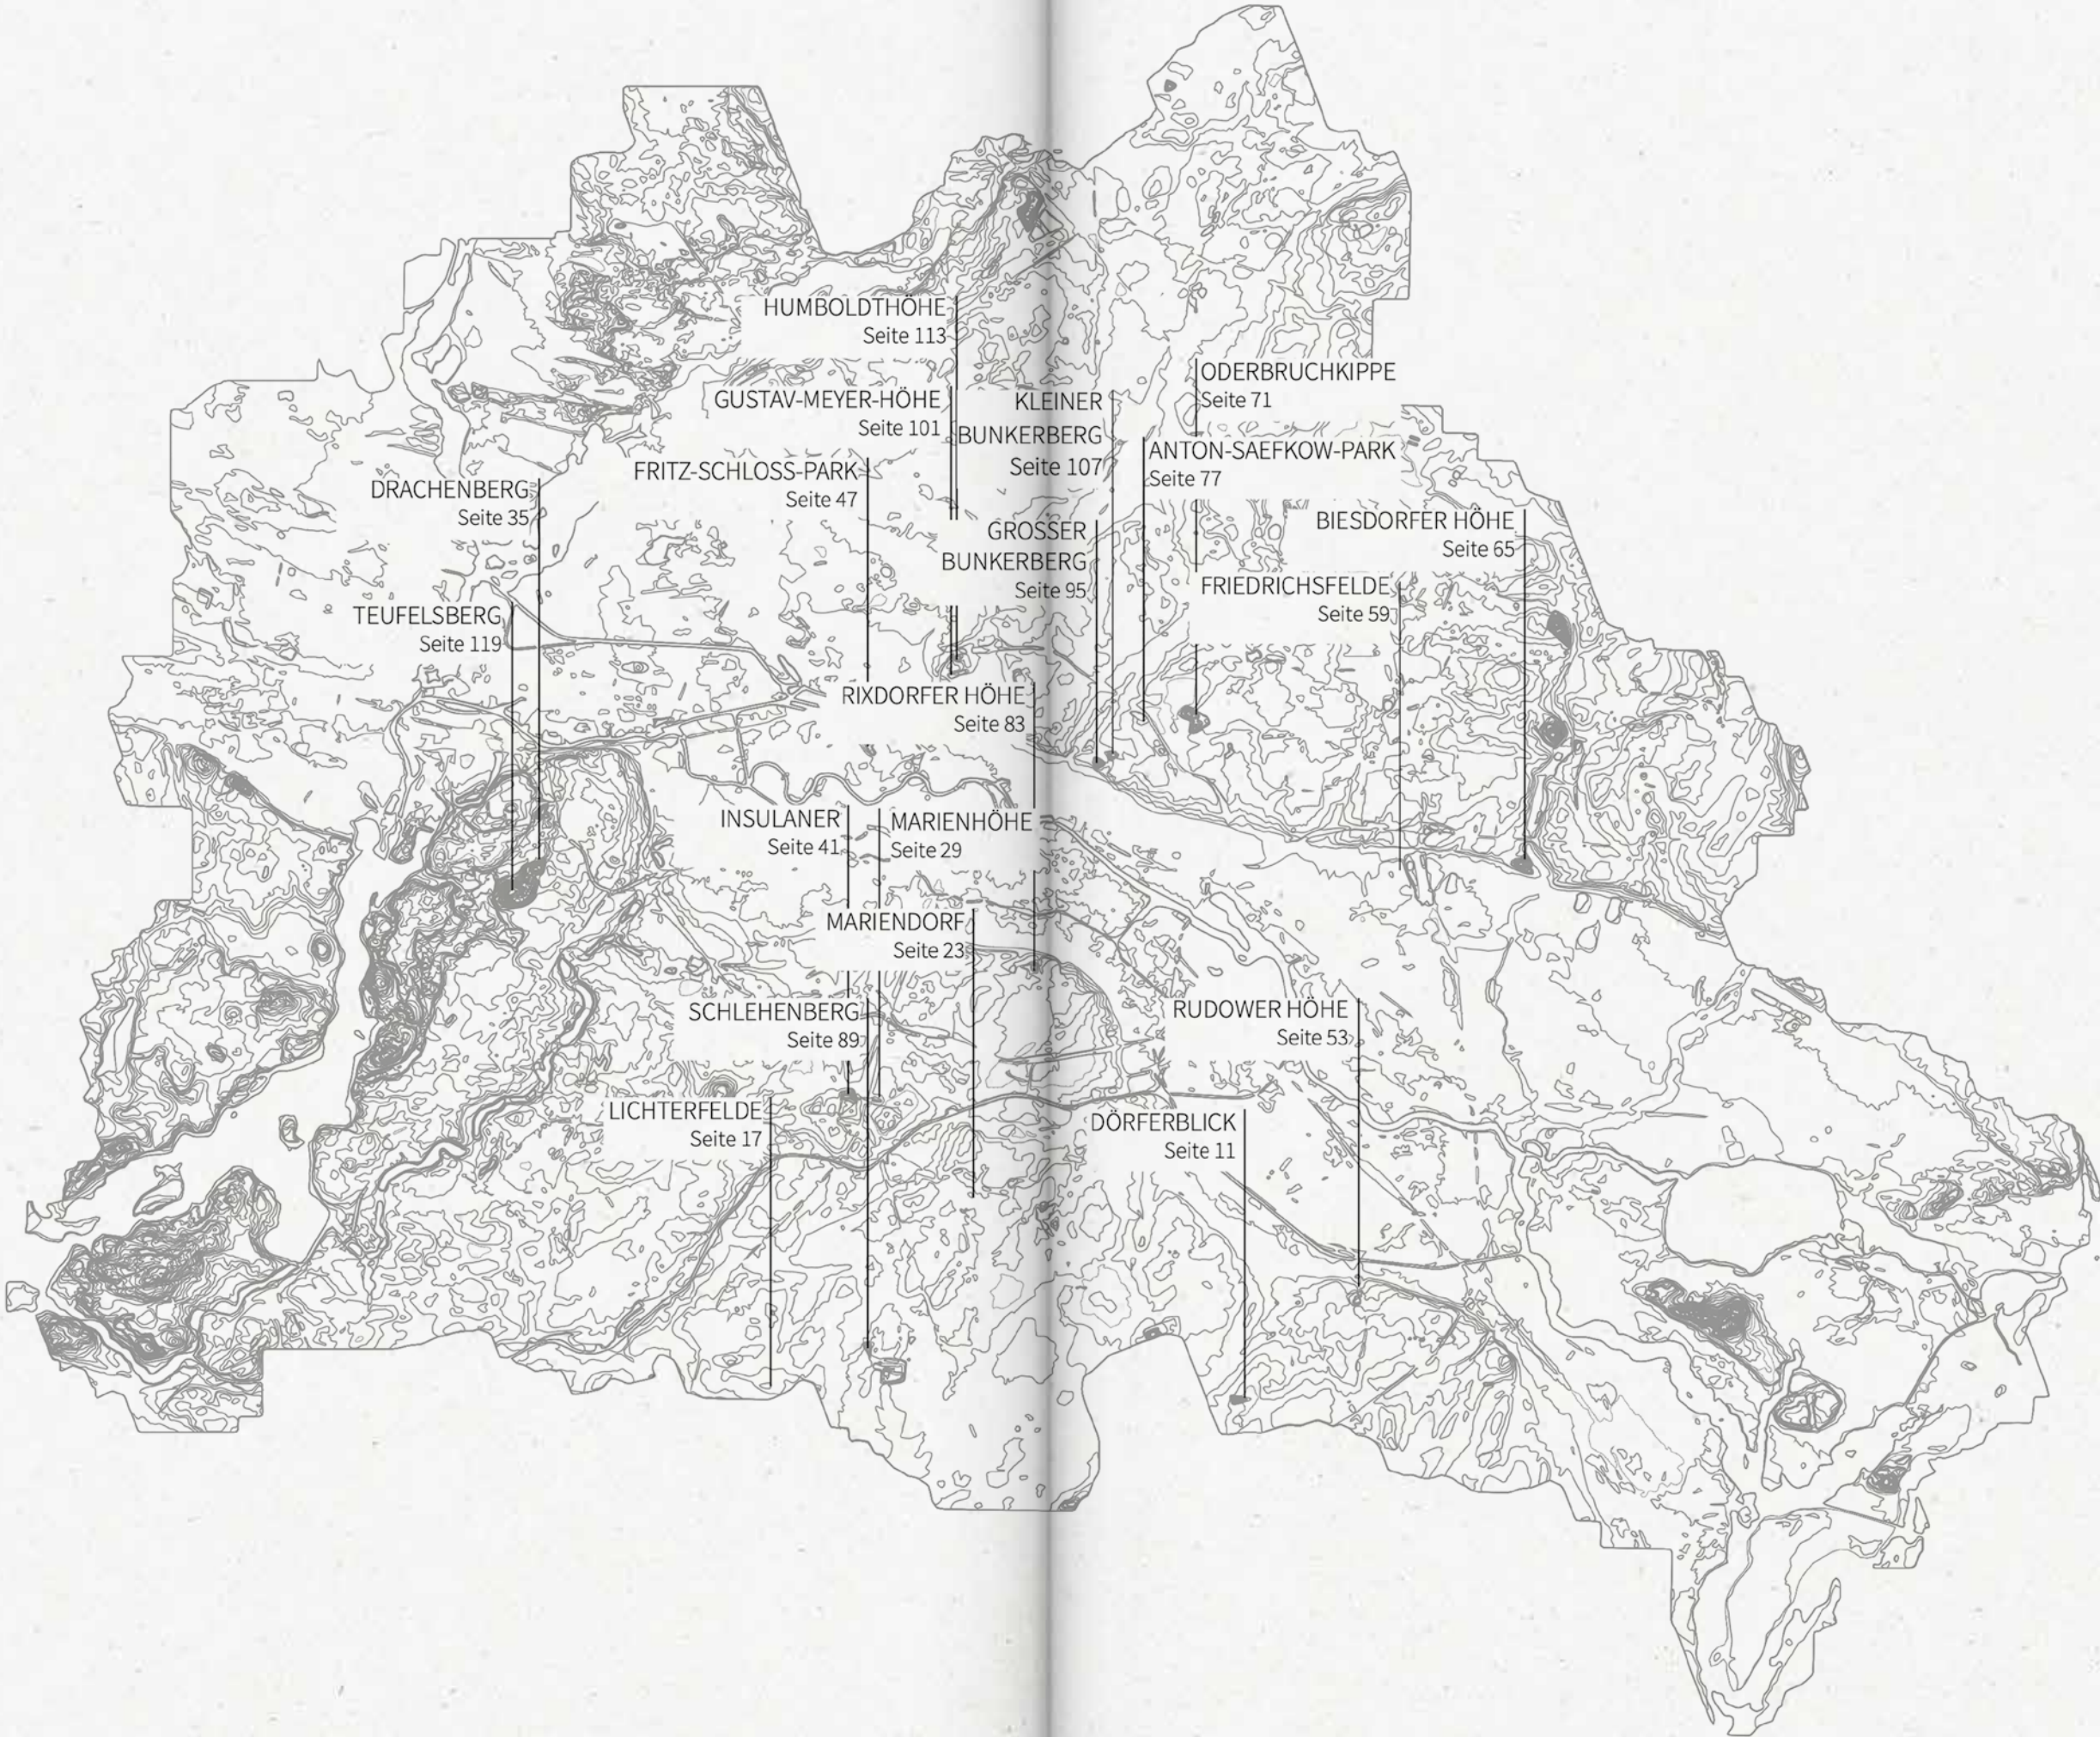 HUMBOLDTHÖHE
Seite 113
ODERBRUCHKIPPE
Seite 71
GUSTAV-MEYER-HÖHE
Seite 101
KLEINER
BUNKERBERG
Seite 107
ANTON-SAEFKOW-PARK
Seite 77
FRITZ-SCHLOSS-PARK
Seite 47
DRACHENBERG
Seite 35
GROSSER
BUNKERBERG
Seite 95
BIESDORFER HÖHE
Seite 65
FRIEDRICHSFELDE
Seite 59
TEUFELSBERG
Seite 119
RIXDORFER HÖHE
Seite 83
INSULANER
Seite 41
MARIENHÖHE
Seite 29
MARIENDORF
Seite 23
SCHLEHENBERG
Seite 89
RUDOWER HÖHE
Seite 53
LICHTERFELDE
Seite 17
DÖRFERBLICK
Seite 11